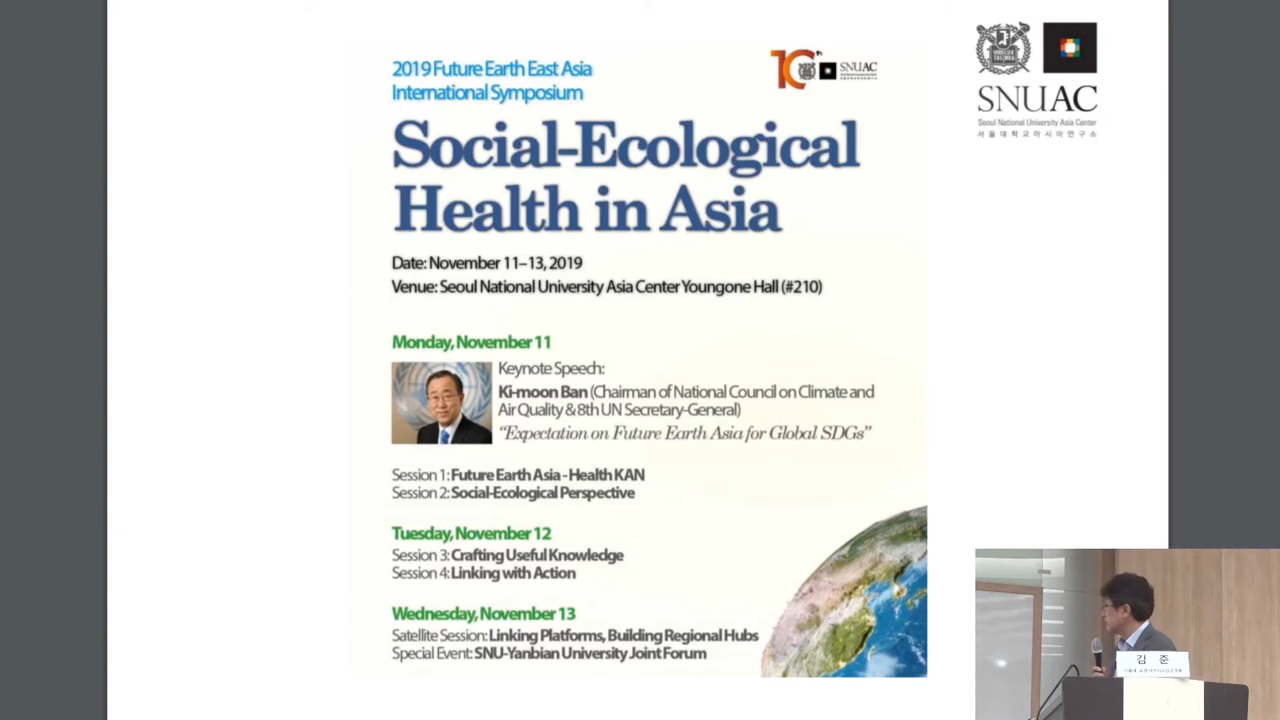 2019 Future Earth East Asia
International Symposium
10th
SNUAC
SNUAC
Seoul National University Asia Center
서울대학교아시아연구소
Social-Ecological
Health in Asia
Date: November 11–13, 2019
Venue: Seoul National University Asia Center Youngone Hall (#210)
Monday, November 11
Keynote Speech:
Ki-moon Ban (Chairman of National Council on Climate and
Air Quality & 8th UN Secretary-General)
“Expectation on Future Earth Asia for Global SDGs”
Session 1: Future Earth Asia - Health KAN
Session 2: Social-Ecological Perspective
Tuesday, November 12
Session 3: Crafting Useful Knowledge
Session 4: Linking with Action
Wednesday, November 13
Satellite Session: Linking Platforms, Building Regional Hubs
Special Event: SNU-Yanbian University Joint Forum
김 준